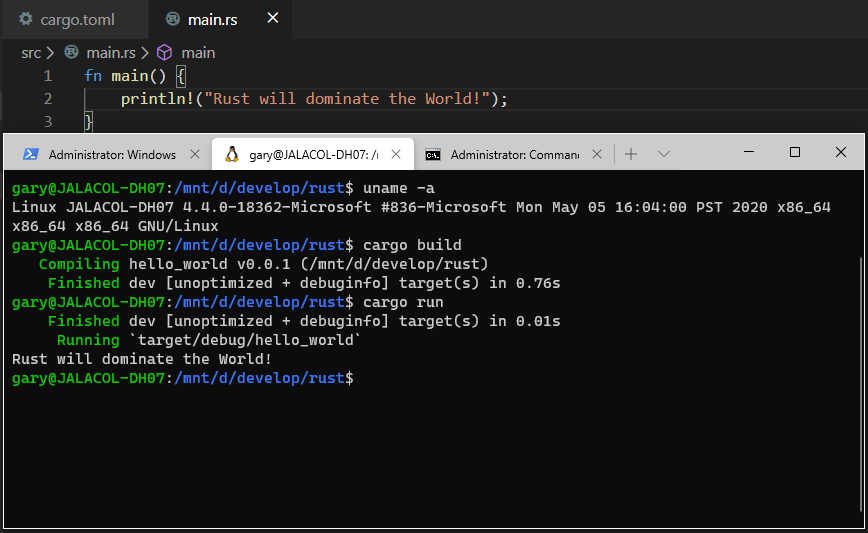 cargo.toml main.rs
src > main.rs > main
1 fn main() {
2     println!("Rust will dominate the World!");
3 }
Administrator: Windows gary@JALACOL-DH07: /r Administrator: Comman
gary@JALACOL-DH07:/mnt/d/develop/rust$ uname -a
Linux JALACOL-DH07 4.4.0-18362-Microsoft #836-Microsoft Mon May 05 16:04:00 PST 2020 x86_64
x86_64 x86_64 GNU/Linux
gary@JALACOL-DH07:/mnt/d/develop/rust$ cargo build
   Compiling hello_world v0.0.1 (/mnt/d/develop/rust)
    Finished dev [unoptimized + debuginfo] target(s) in 0.76s
gary@JALACOL-DH07:/mnt/d/develop/rust$ cargo run
    Finished dev [unoptimized + debuginfo] target(s) in 0.01s
     Running `target/debug/hello_world`
Rust will dominate the World!
gary@JALACOL-DH07:/mnt/d/develop/rust$